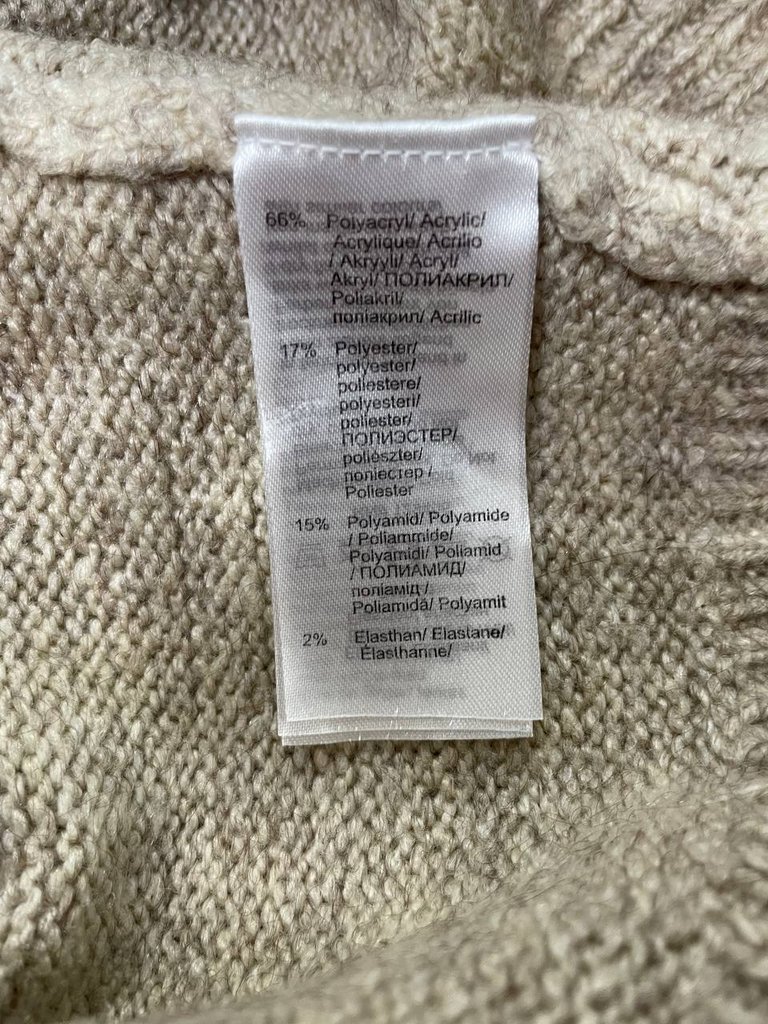 66% Polyacryl/ Acrylic/
Acrylique/ Acrilio
/ Akryyli/ Acryl/
Akryl/ ПОЛИАКРИЛ/
Poliakril/
поліакрил/ Acrilic
17% Polyester/
polyester/
poliestere/
polyesteri/
poliester/
ПОЛИЭСТЕР/
poliészter/
поліестер /
Poliester
15% Polyamid/ Polyamide
/ Poliammide/
Polyamidi/ Poliamid
/ ПОЛИАМИД/
поліамід /
Poliamidă/ Polyamit
2% Elasthan/ Elastane/
Élasthanne/